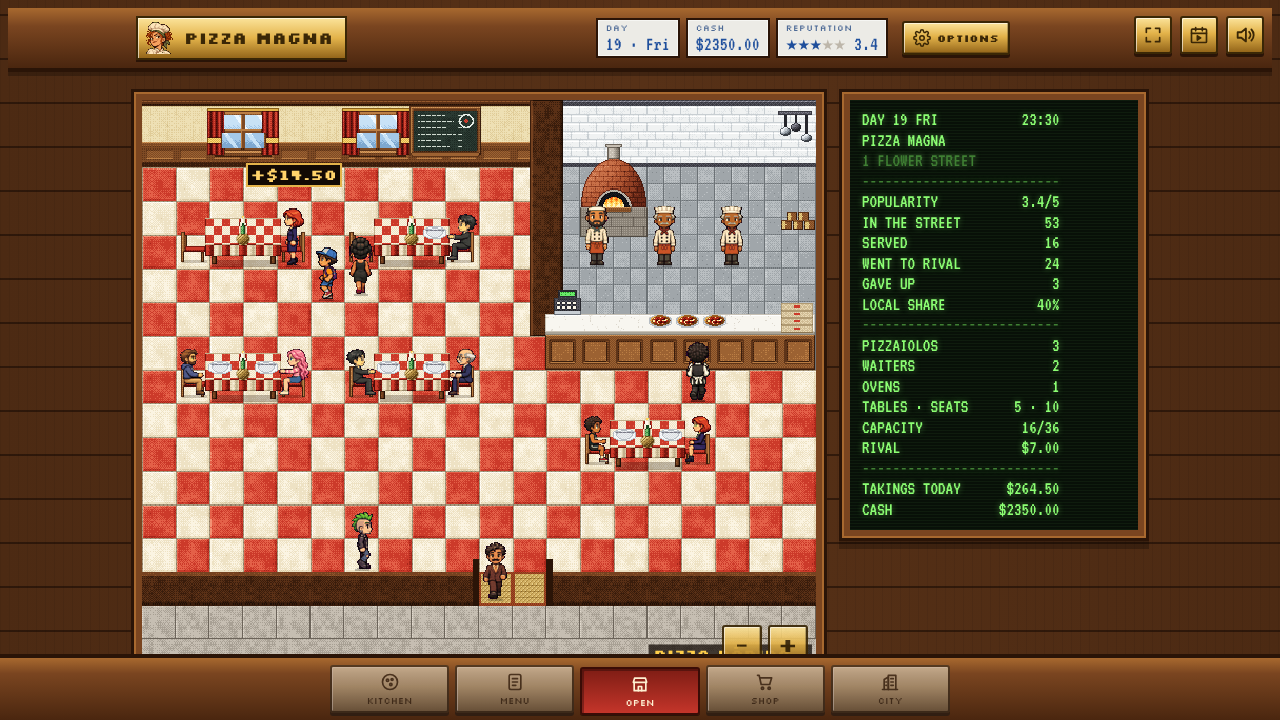 PIZZA MAGNA
DAY
19 · Fri
CASH
$2350.00
REPUTATION
★★★★★ 3.4
OPTIONS
+$14.50
DAY 19 FRI 23:30
PIZZA MAGNA
1 FLOWER STREET
POPULARITY 3.4/5
IN THE STREET 53
SERVED 16
WENT TO RIVAL 24
GAVE UP 3
LOCAL SHARE 40%
PIZZAIOLOS 3
WAITERS 2
OVENS 1
TABLES · SEATS 5 · 10
CAPACITY 16/36
RIVAL $7.00
TAKINGS TODAY $264.50
CASH $2350.00
− +
KITCHEN
MENU
OPEN
SHOP
CITY